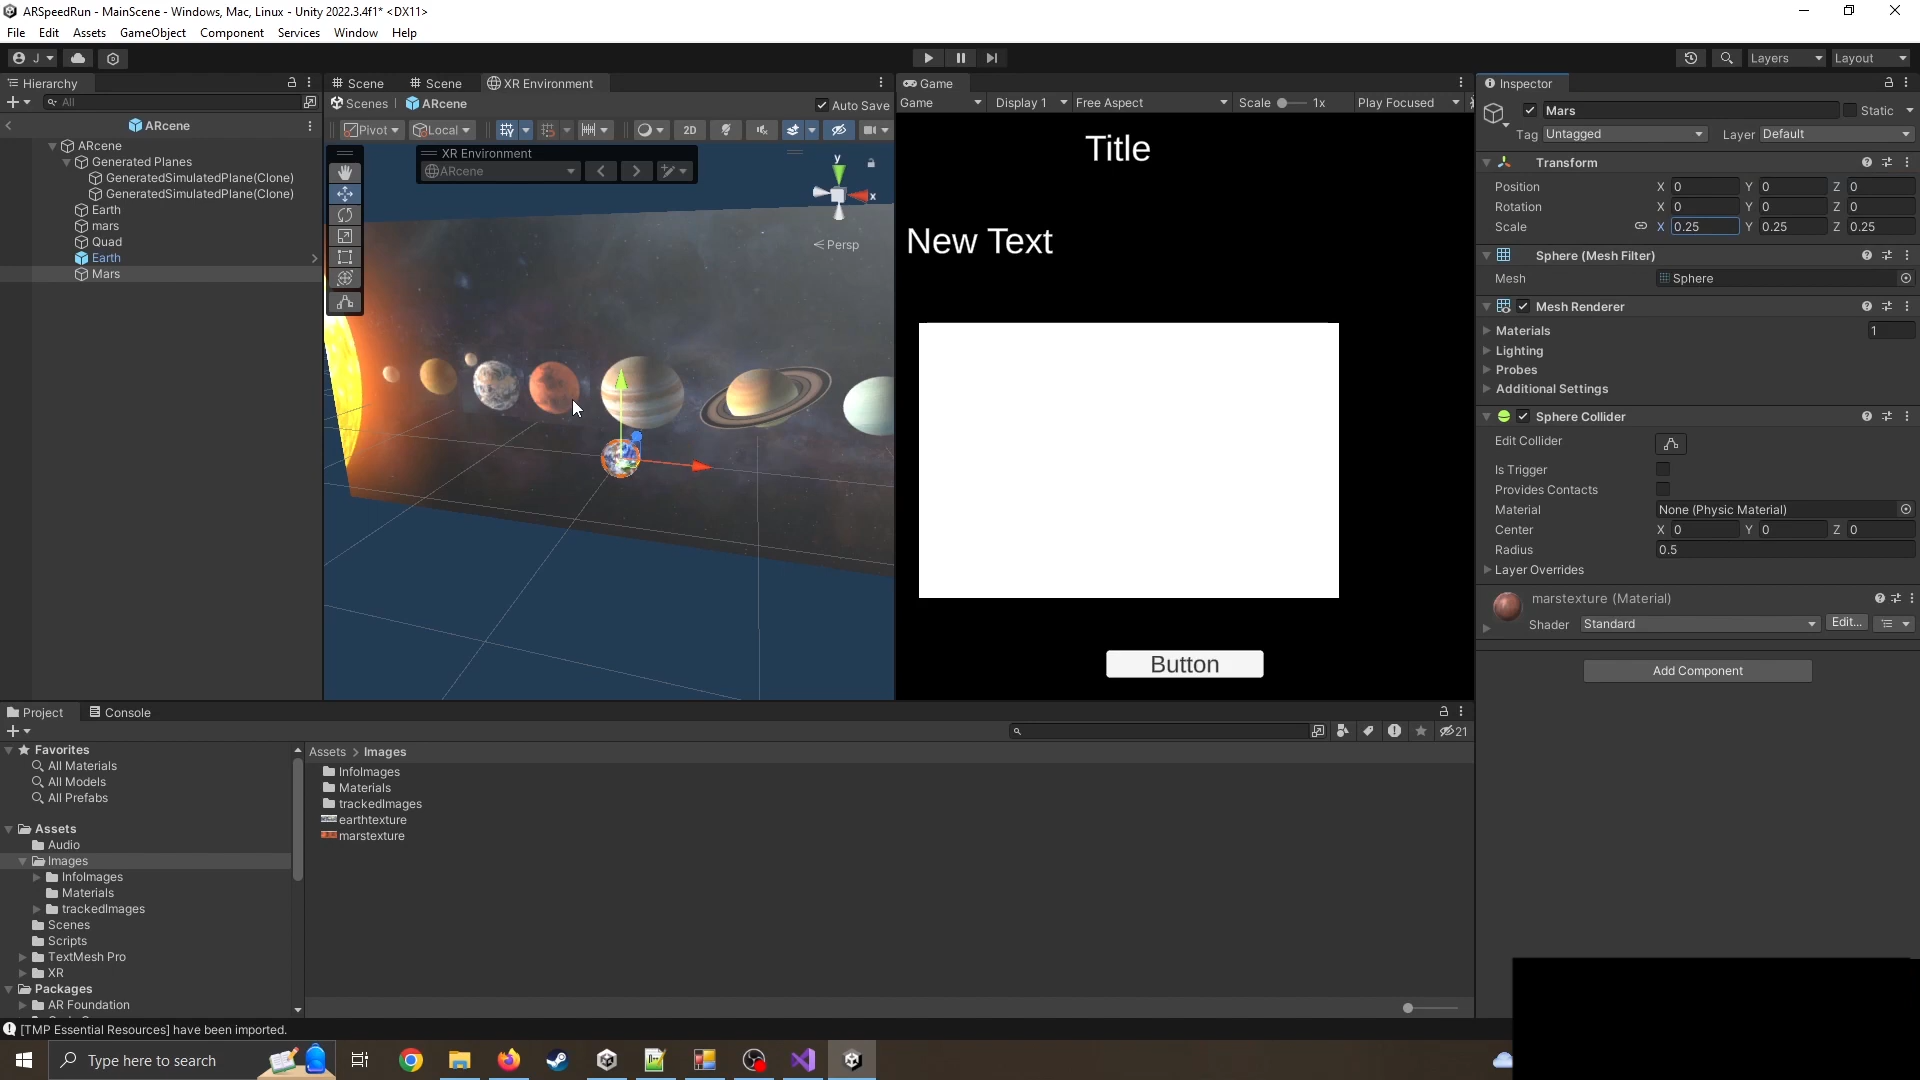 ARSpeedRun - MainScene - Windows, Mac, Linux - Unity 2022.3.4f1* <DX11>
File Edit Assets GameObject Component Services Window Help
J
Layers Layout
Hierarchy
All
ARcene
ARcene
Generated Planes
GeneratedSimulatedPlane(Clone)
GeneratedSimulatedPlane(Clone)
Earth
mars
Quad
Earth
Mars
Scene Scene XR Environment
Scenes ARcene Auto Save
Pivot Local 2D
XR Environment
ARcene
y
x
Persp
Game
Game Display 1 Free Aspect Scale 1x Play Focused
Title
New Text
Button
Inspector
Mars Static
Tag Untagged Layer Default
Transform
Position X 0 Y 0 Z 0
Rotation X 0 Y 0 Z 0
Scale X 0.25 Y 0.25 Z 0.25
Sphere (Mesh Filter)
Mesh Sphere
Mesh Renderer
Materials 1
Lighting
Probes
Additional Settings
Sphere Collider
Edit Collider
Is Trigger
Provides Contacts
Material None (Physic Material)
Center X 0 Y 0 Z 0
Radius 0.5
Layer Overrides
marstexture (Material)
Shader Standard Edit...
Add Component
Project Console
21
Favorites
All Materials
All Models
All Prefabs
Assets
Audio
Images
InfoImages
Materials
trackedImages
Scenes
Scripts
TextMesh Pro
XR
Packages
AR Foundation
Assets > Images
InfoImages
Materials
trackedImages
earthtexture
marstexture
[TMP Essential Resources] have been imported.
Type here to search